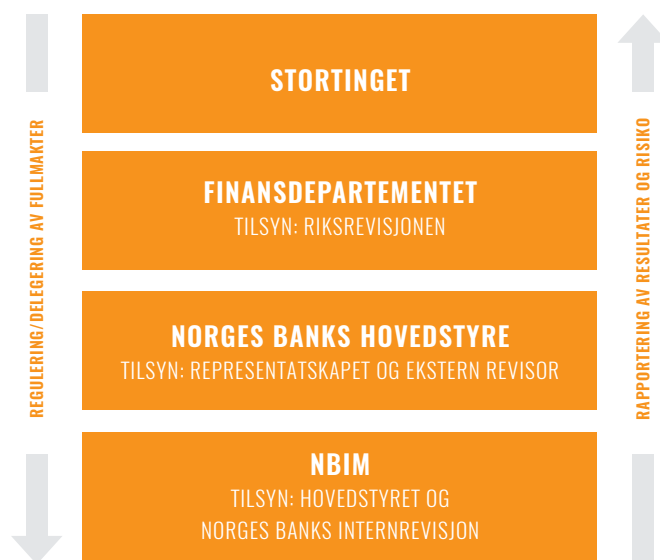 STORTINGET
FINANSDEPARTEMENTET
TILSYN: RIKSREVISJONEN
NORGES BANKS HOVEDSTYRE
TILSYN: REPRESENTATSKAPET OG EKSTERN REVISOR
NBIM
TILSYN: HOVEDSTYRET OG
NORGES BANKS INTERNREVISJON
REGULERING/DELEGERING AV FULLMAKTER
RAPPORTERING AV RESULTATER OG RISIKO